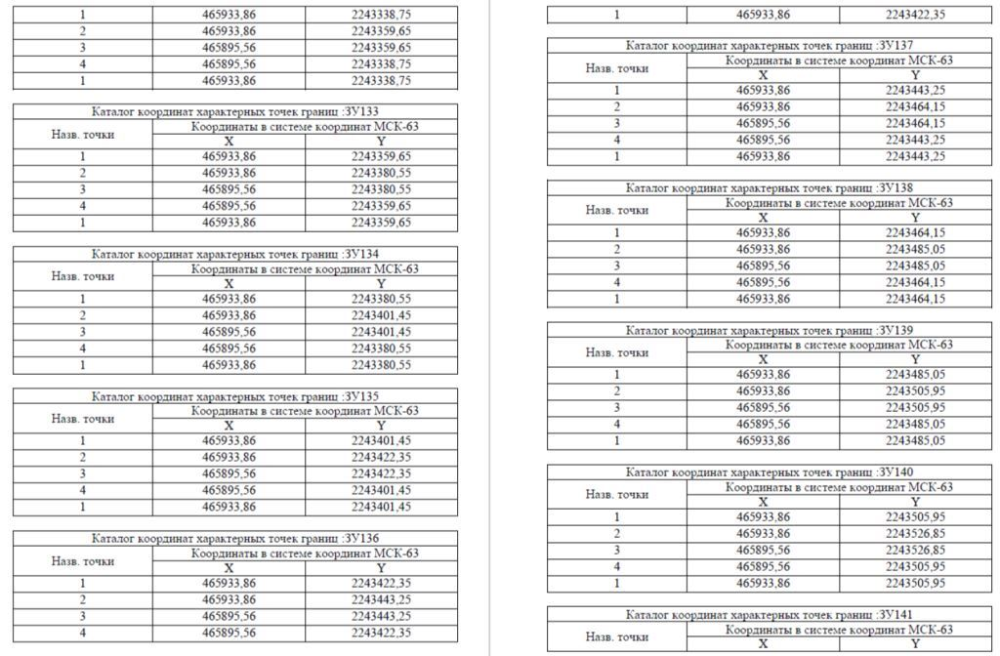 1 465933,86 2243338,75
2 465933,86 2243359,65
3 465895,56 2243359,65
4 465895,56 2243338,75
1 465933,86 2243338,75
Каталог координат характерных точек границ :ЗУ133
Назв. точки Координаты в системе координат МСК-63
X Y
1 465933,86 2243359,65
2 465933,86 2243380,55
3 465895,56 2243380,55
4 465895,56 2243359,65
1 465933,86 2243359,65
Каталог координат характерных точек границ :ЗУ134
Назв. точки Координаты в системе координат МСК-63
X Y
1 465933,86 2243380,55
2 465933,86 2243401,45
3 465895,56 2243401,45
4 465895,56 2243380,55
1 465933,86 2243380,55
Каталог координат характерных точек границ :ЗУ135
Назв. точки Координаты в системе координат МСК-63
X Y
1 465933,86 2243401,45
2 465933,86 2243422,35
3 465895,56 2243422,35
4 465895,56 2243401,45
1 465933,86 2243401,45
Каталог координат характерных точек границ :ЗУ136
Назв. точки Координаты в системе координат МСК-63
X Y
1 465933,86 2243422,35
2 465933,86 2243443,25
3 465895,56 2243443,25
4 465895,56 2243422,35
1 465933,86 2243422,35
Каталог координат характерных точек границ :ЗУ137
Назв. точки Координаты в системе координат МСК-63
X Y
1 465933,86 2243443,25
2 465933,86 2243464,15
3 465895,56 2243464,15
4 465895,56 2243443,25
1 465933,86 2243443,25
Каталог координат характерных точек границ :ЗУ138
Назв. точки Координаты в системе координат МСК-63
X Y
1 465933,86 2243464,15
2 465933,86 2243485,05
3 465895,56 2243485,05
4 465895,56 2243464,15
1 465933,86 2243464,15
Каталог координат характерных точек границ :ЗУ139
Назв. точки Координаты в системе координат МСК-63
X Y
1 465933,86 2243485,05
2 465933,86 2243505,95
3 465895,56 2243505,95
4 465895,56 2243485,05
1 465933,86 2243485,05
Каталог координат характерных точек границ :ЗУ140
Назв. точки Координаты в системе координат МСК-63
X Y
1 465933,86 2243505,95
2 465933,86 2243526,85
3 465895,56 2243526,85
4 465895,56 2243505,95
1 465933,86 2243505,95
Каталог координат характерных точек границ :ЗУ141
Назв. точки Координаты в системе координат МСК-63
X Y